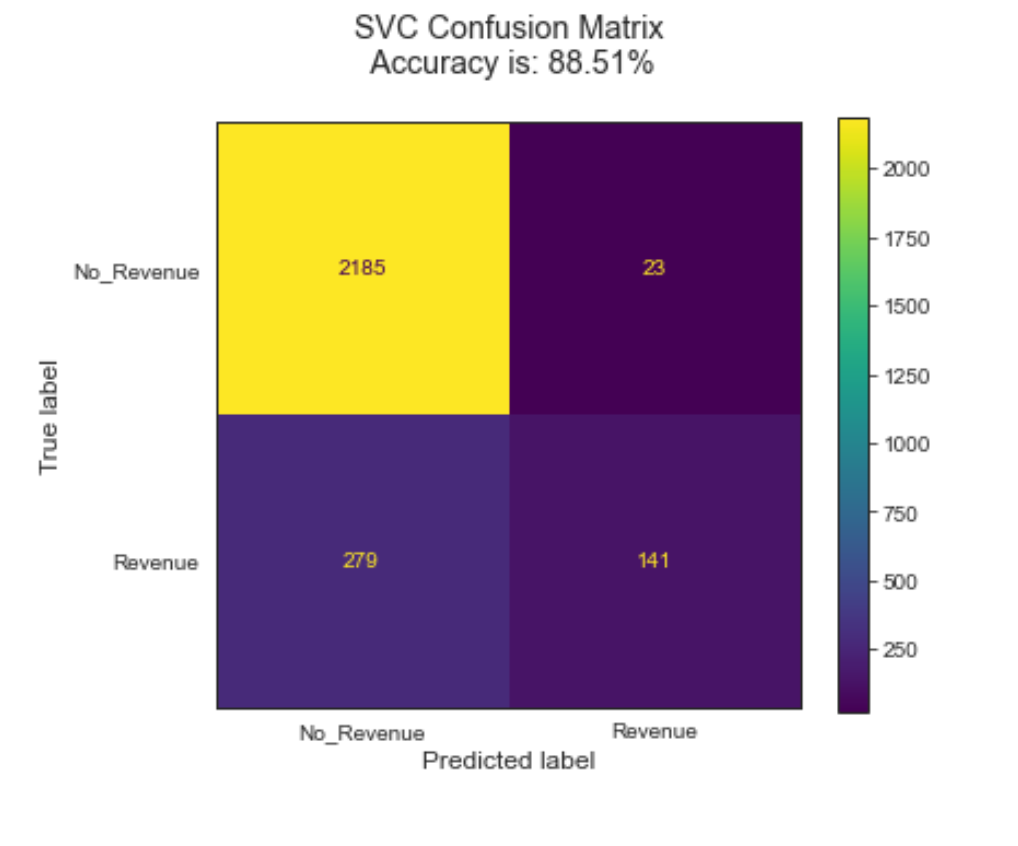 SVC Confusion Matrix
Accuracy is: 88.51%
No_Revenue
2185
23
Revenue
279
141
True label
No_Revenue
Revenue
Predicted label
2000
1750
1500
1250
1000
750
500
250